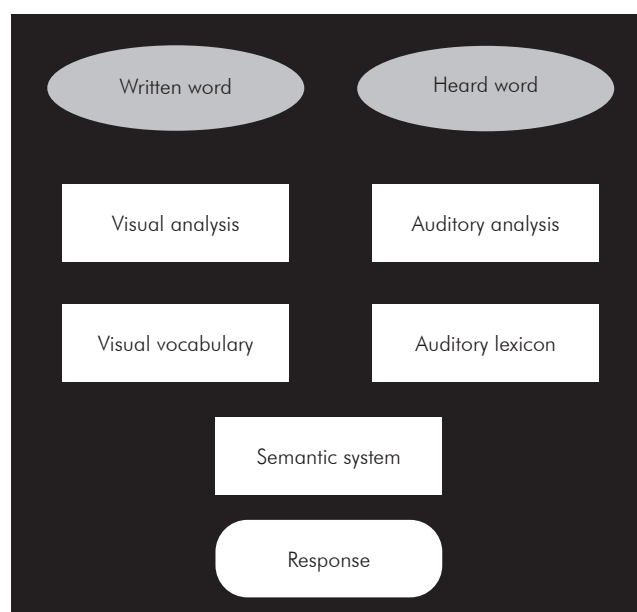 Written word
Heard word
Visual analysis
Auditory analysis
Visual vocabulary
Auditory lexicon
Semantic system
Response